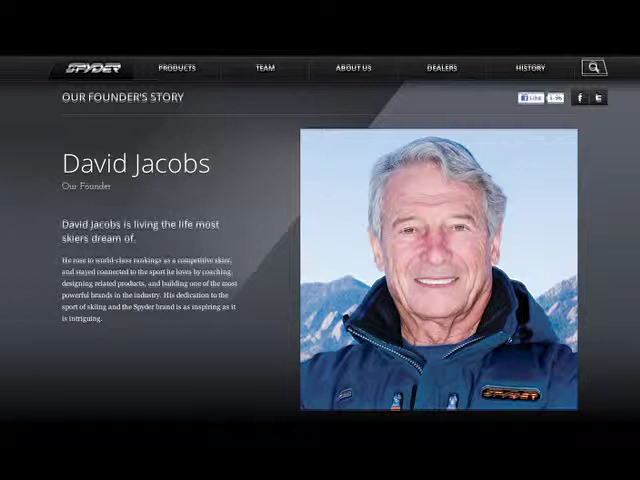 SPYDER PRODUCTS TEAM ABOUT US DEALERS HISTORY
OUR FOUNDER'S STORY
Like
David Jacobs
Our Founder
David Jacobs is living the life most
skiers dream of.
He rose to world-class rankings as a competitive skier,
and stayed connected to the sport he loves by coaching,
designing related products, and building one of the most
powerful brands in the industry. His dedication to the
sport of skiing and the Spyder brand is as inspiring as it
is intriguing.
SPYDER